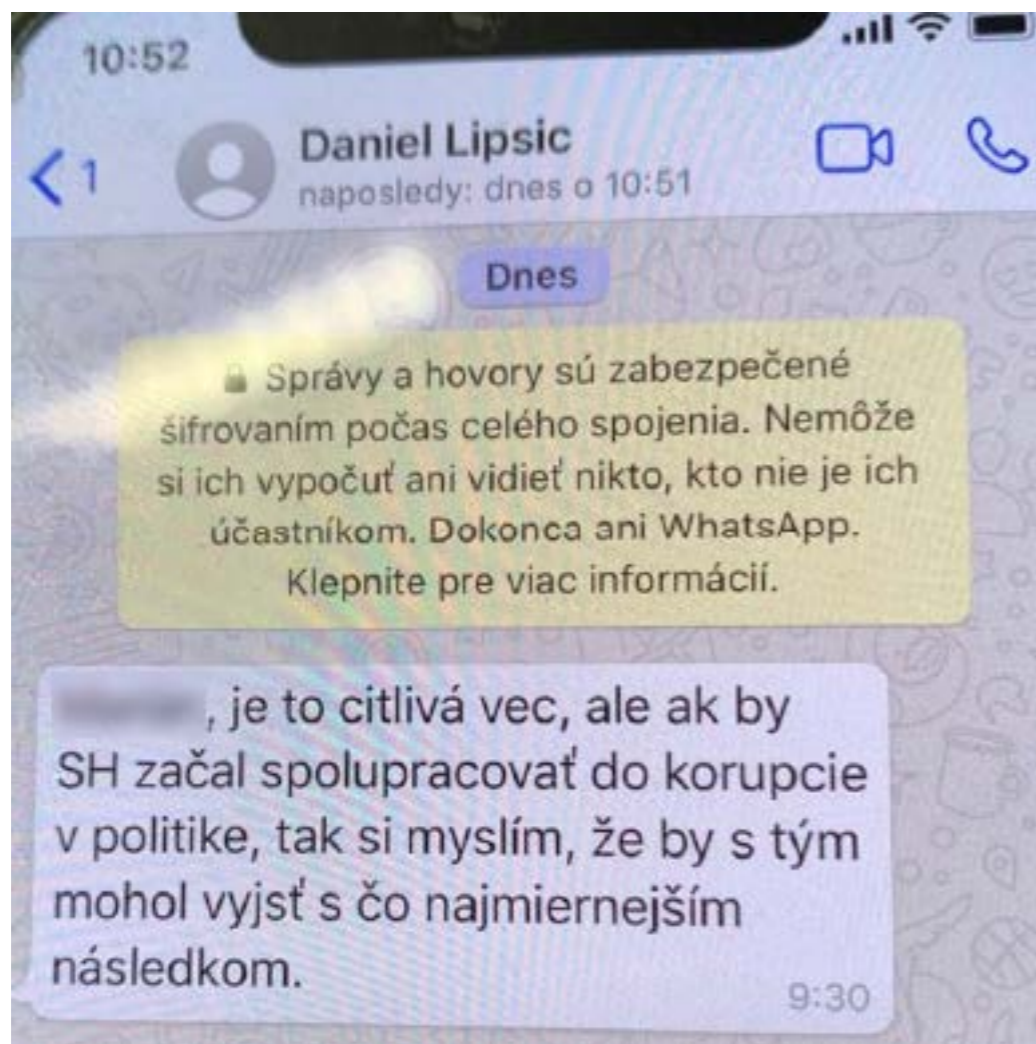 10:52
1
Daniel Lipsic
naposledy: dnes o 10:51
Dnes
Správy a hovory sú zabezpečené
šifrovaním počas celého spojenia. Nemôže
si ich vypočuť ani vidieť nikto, kto nie je ich
účastníkom. Dokonca ani WhatsApp.
Klepnite pre viac informácií.
, je to citlivá vec, ale ak by
SH začal spolupracovať do korupcie
v politike, tak si myslím, že by s tým
mohol vyjsť s čo najmiernejším
následkom.
9:30